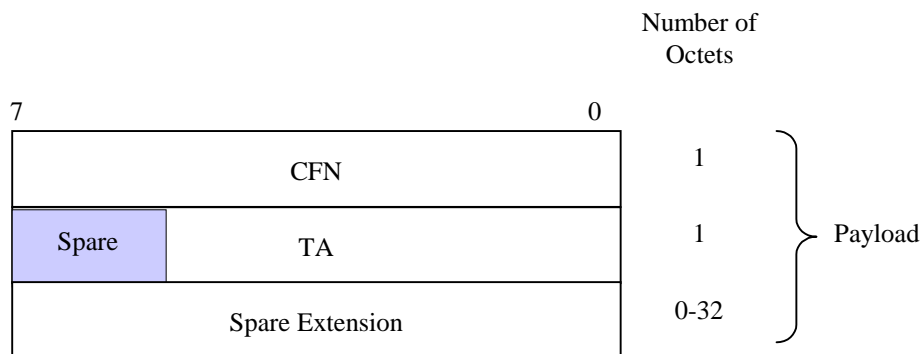 Number of
Octets
7 0
CFN 1
Spare TA 1 Payload
Spare Extension 0-32